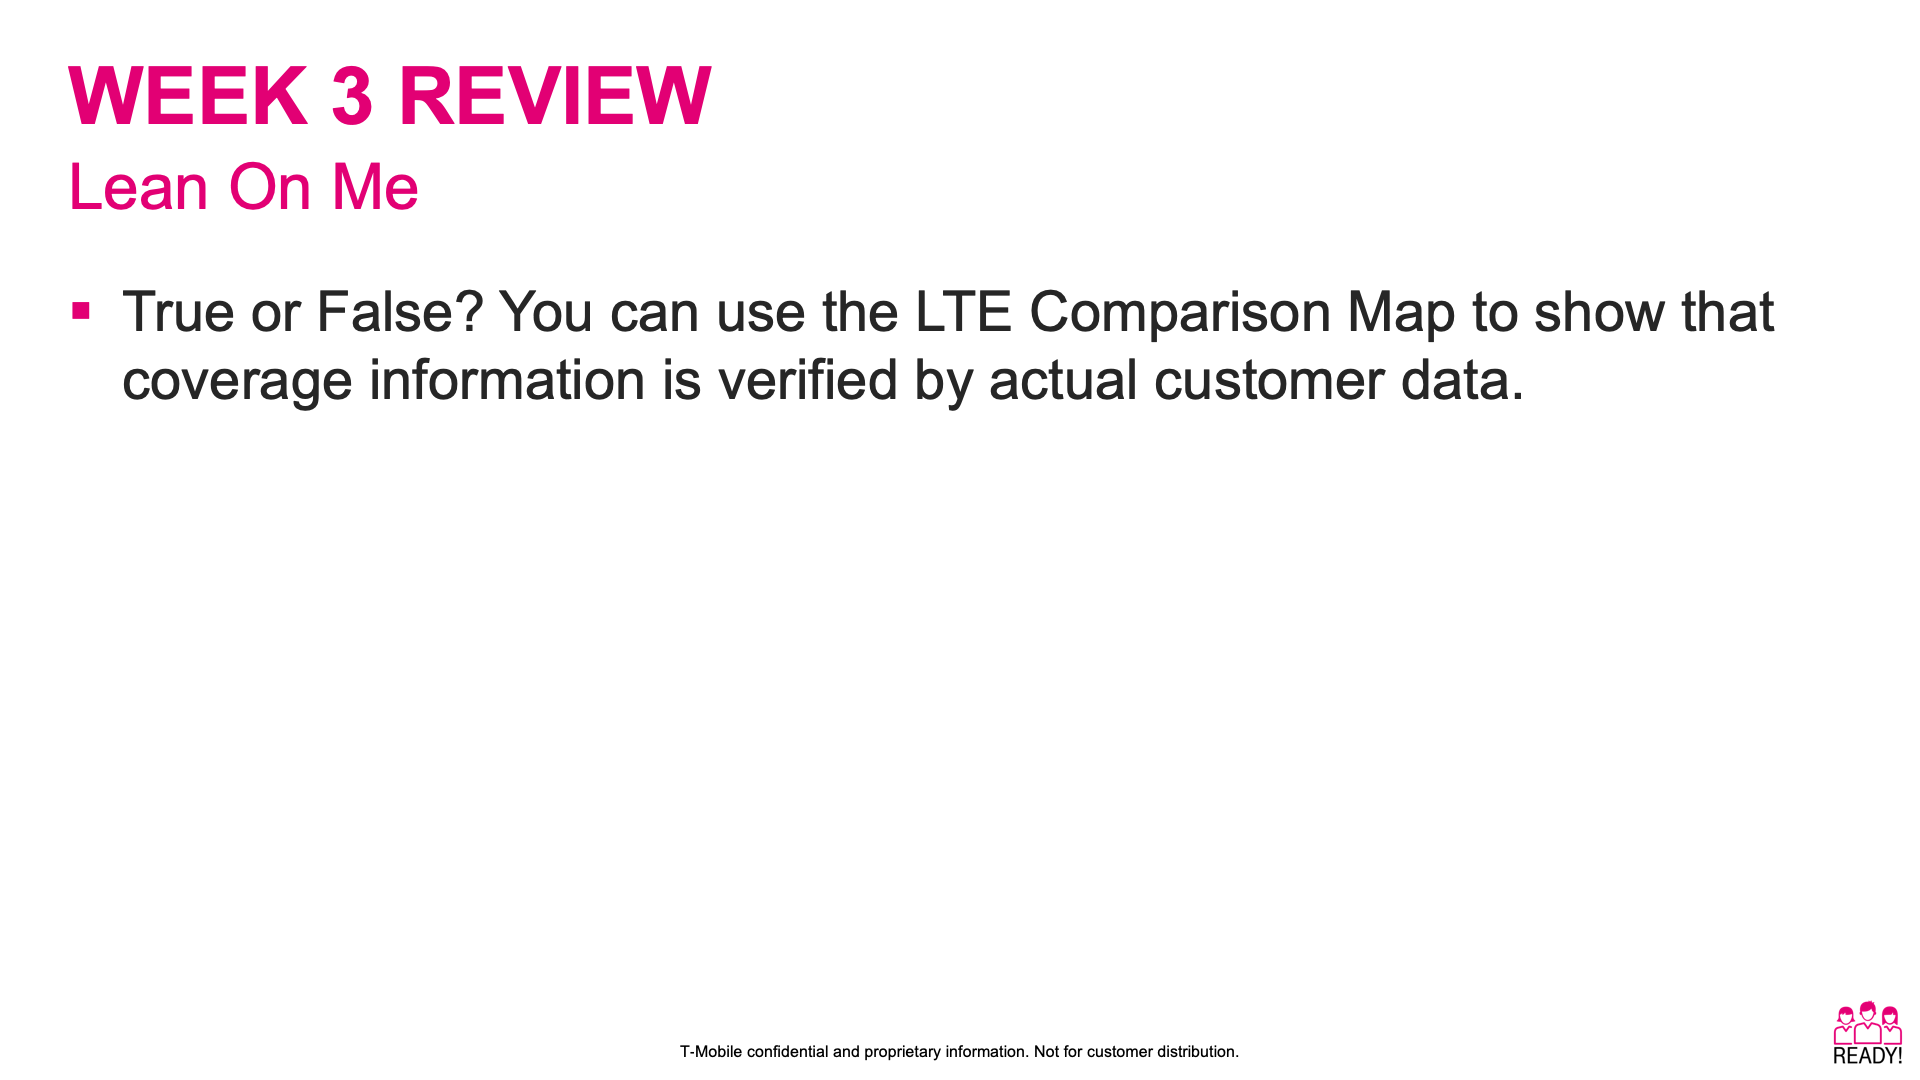 WEEK 3 REVIEW
Lean On Me
▪ True or False? You can use the LTE Comparison Map to show that
coverage information is verified by actual customer data.
T-Mobile confidential and proprietary information. Not for customer distribution.
READY!